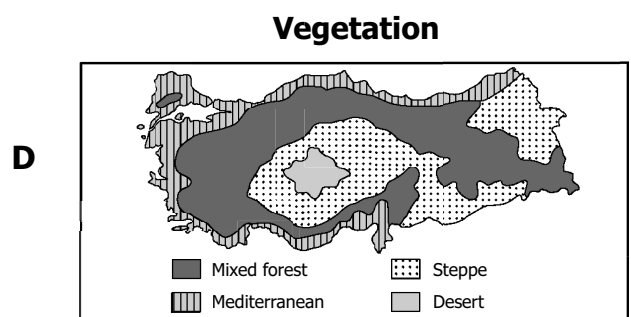 Vegetation
D
Mixed forest
Steppe
Mediterranean
Desert